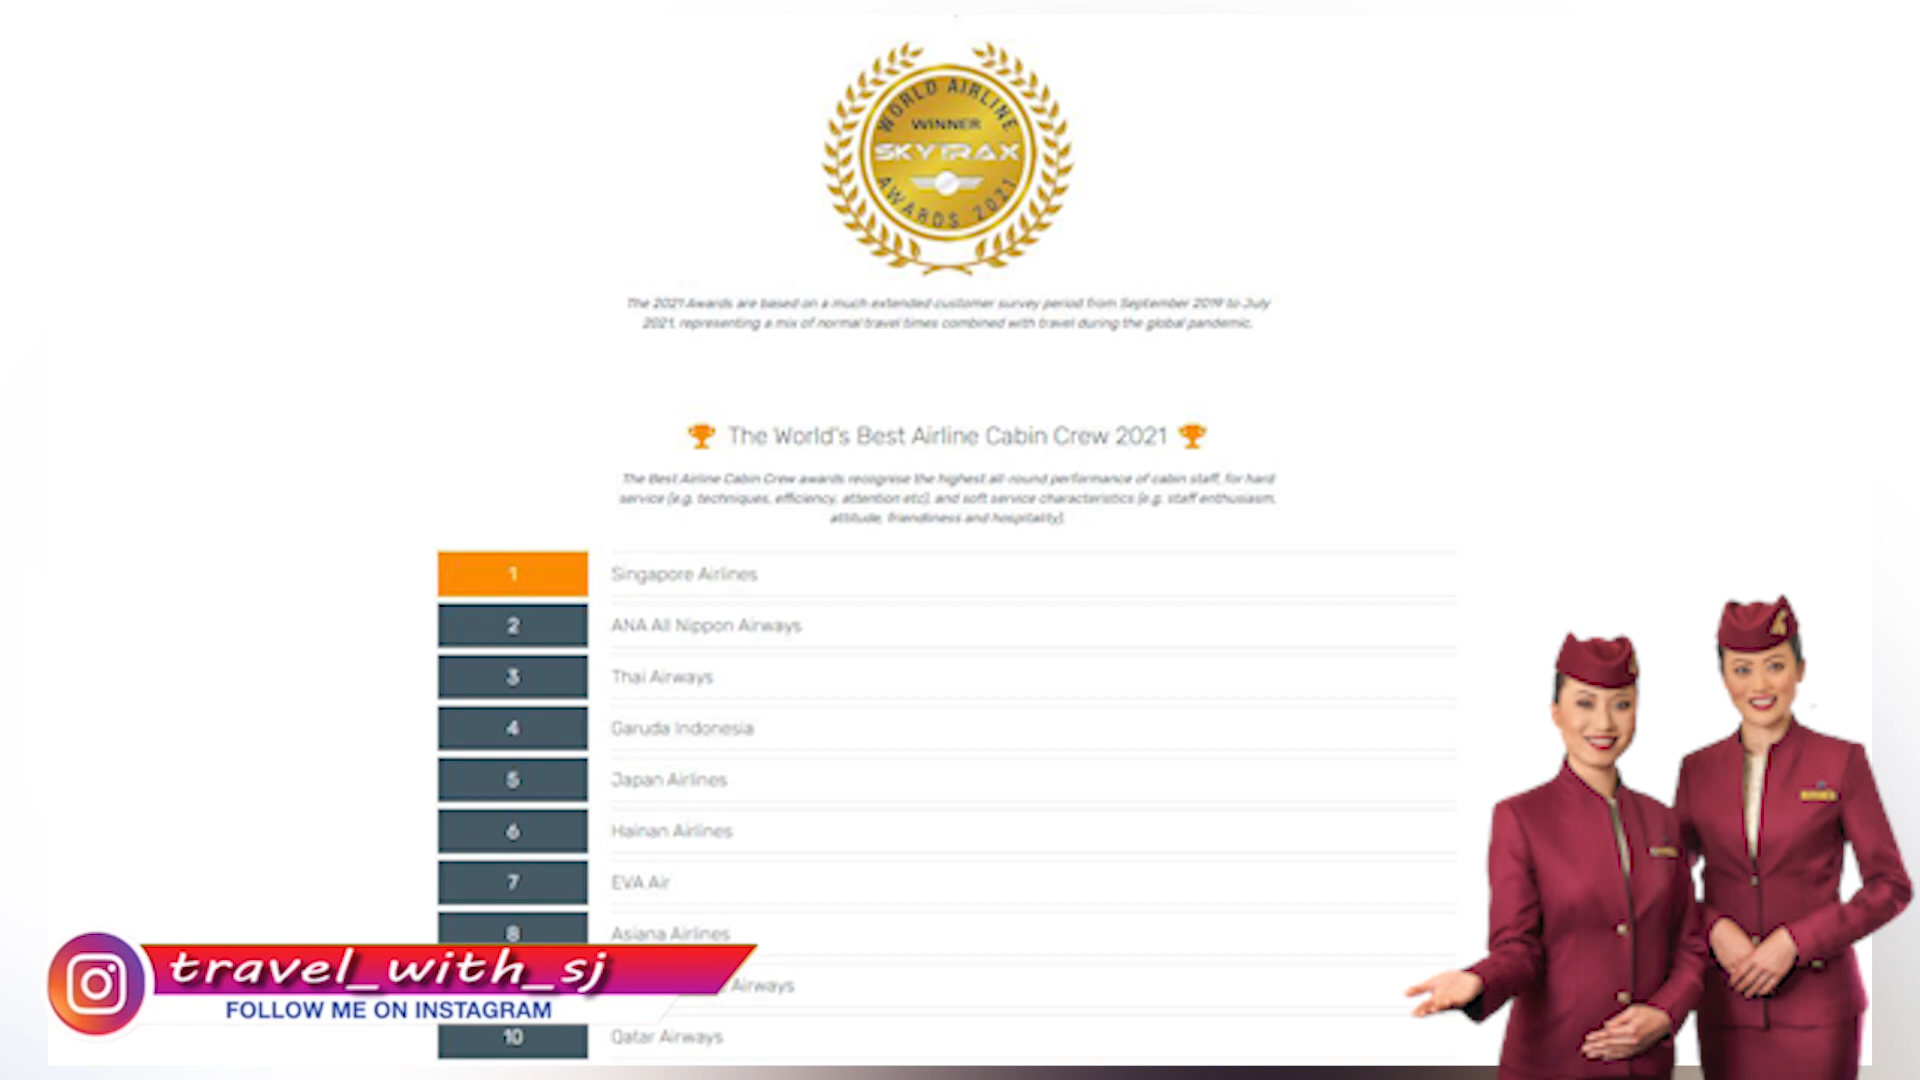 WORLD AIRLINE
WINNER
SKYTRAX
AWARDS 2021
The 2021 Awards are based on a much extended customer survey period from September 2019 to July
2021, representing a mix of normal travel times combined with travel during the global pandemic.
The World's Best Airline Cabin Crew 2021
The Best Airline Cabin Crew awards recognise the highest all-round performance of cabin staff, for hard
service (e.g. techniques, efficiency, attention etc), and soft service characteristics (e.g. staff enthusiasm,
attitude, friendliness and hospitality).
1 Singapore Airlines
2 ANA All Nippon Airways
3 Thai Airways
4 Garuda Indonesia
5 Japan Airlines
6 Hainan Airlines
7 EVA Air
8 Asiana Airlines
travel_with_sj
Airways
FOLLOW ME ON INSTAGRAM
10 Qatar Airways